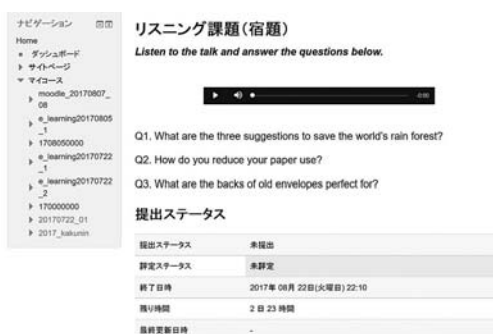 ナビゲーション
Home
ダッシュボード
サイトページ
マイコース
moodle_20170807_
08
e_learning20170805
_1
1708050000
e_learning20170722
_1
e_learning20170722
_2
170000000
20170722_01
2017_kakunin
リスニング課題(宿題)
Listen to the talk and answer the questions below.
-0:00
Q1. What are the three suggestions to save the world's rain forest?
Q2. How do you reduce your paper use?
Q3. What are the backs of old envelopes perfect for?
提出ステータス
提出ステータス 未提出
評定ステータス 未評定
終了日時 2017年 08月 22日(火曜日) 22:10
残り時間 2 日 23 時間
最終更新日時 -